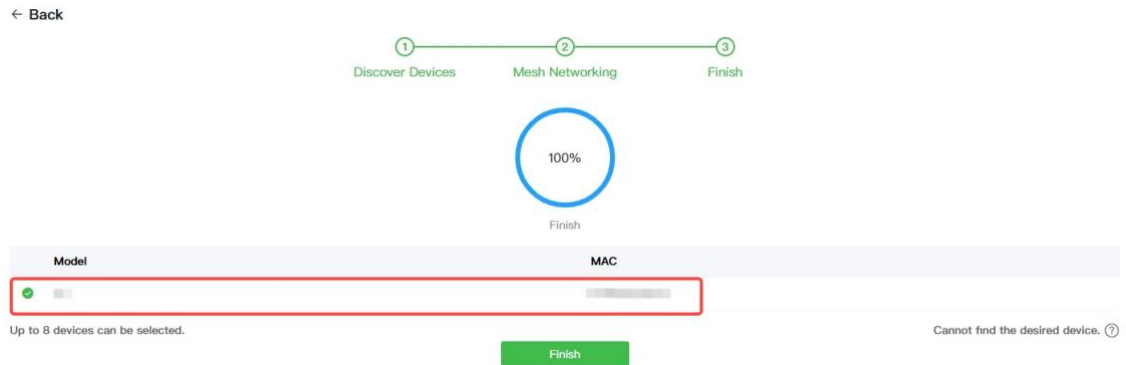 ← Back
1 2 3
Discover Devices Mesh Networking Finish
100%
Finish
Model MAC
Up to 8 devices can be selected. Cannot find the desired device. ?
Finish